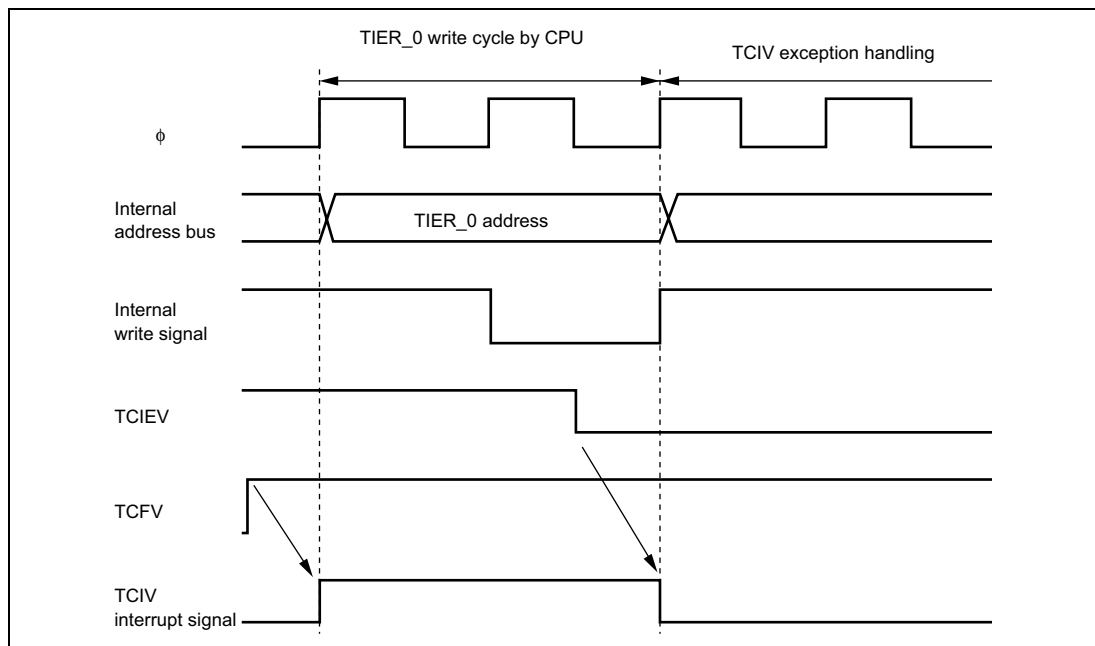 TIER_0 write cycle by CPU
TCIV exception handling
ϕ
Internal
address bus
TIER_0 address
Internal
write signal
TCIEV
TCFV
TCIV
interrupt signal